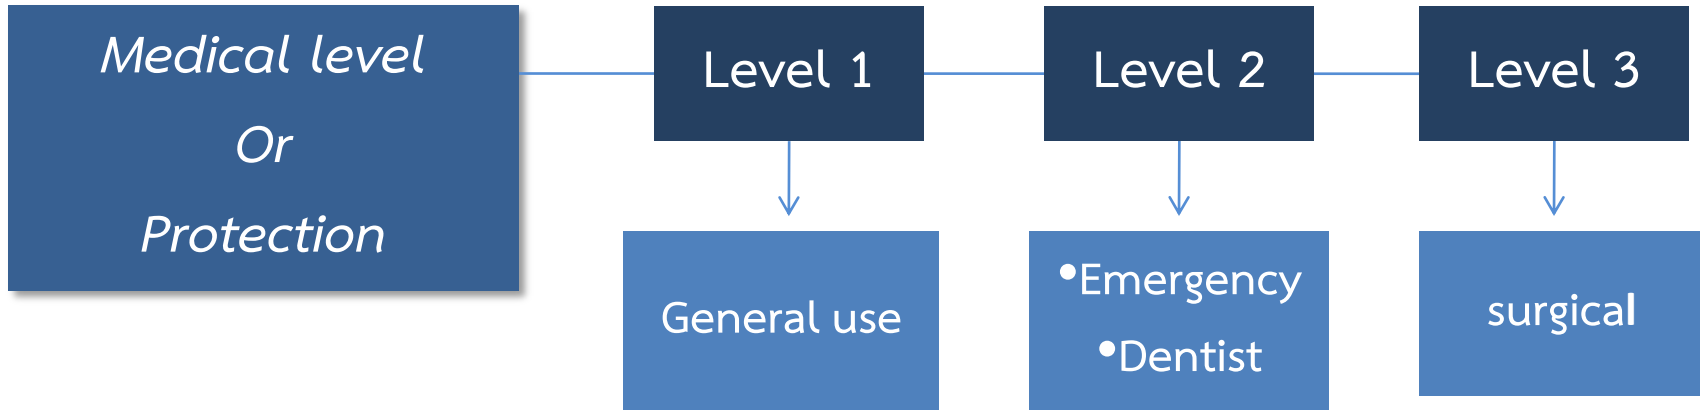 Medical level
Or
Protection
Level 1
Level 2
Level 3
General use
•Emergency
•Dentist
surgical